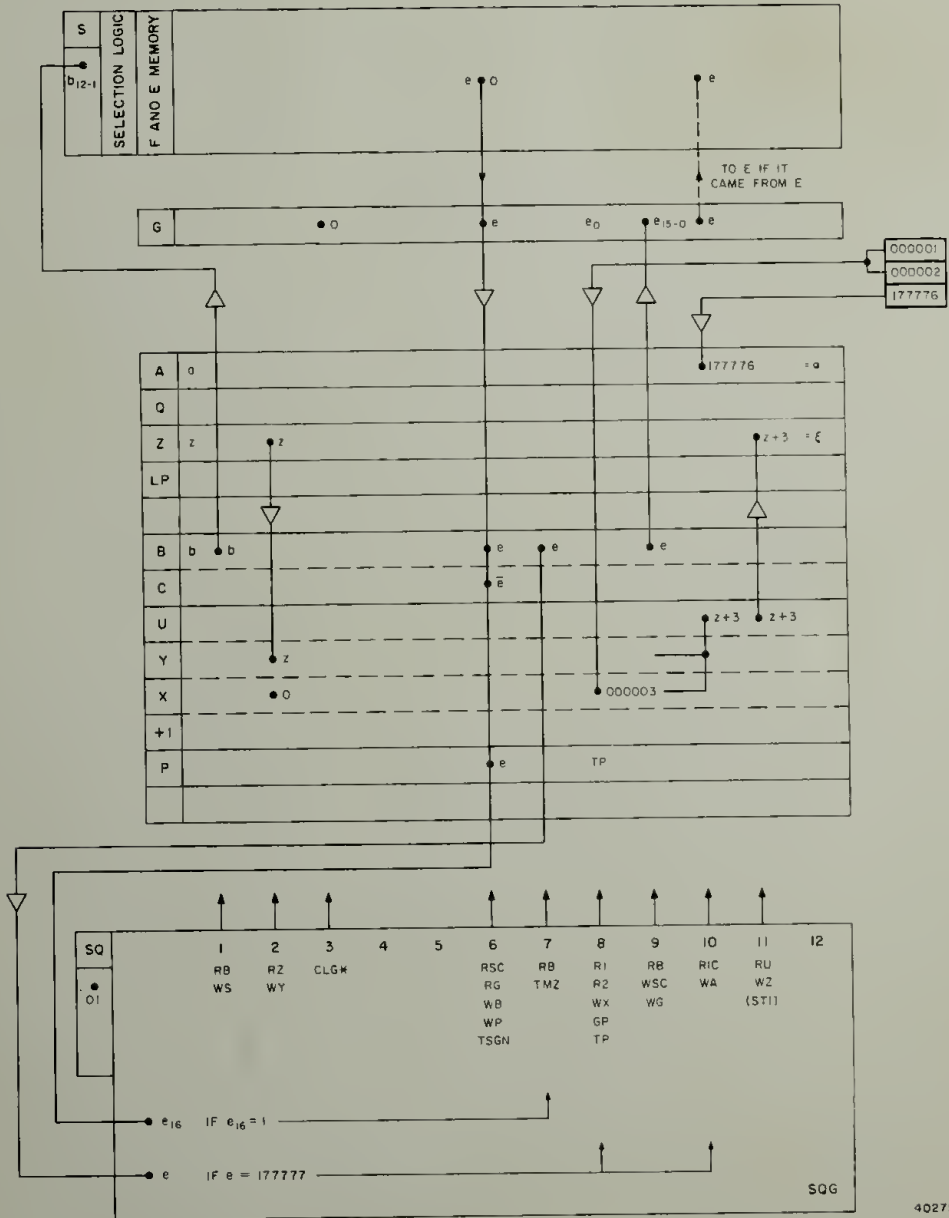 S
b12-1
SELECTION LOGIC
F AND E MEMORY
e 0
e
TO E IF IT
CAME FROM E
G
0
e
e0
e15-0
e
000001
000002
177776
A a 177776 = a
Q
Z z z z+3 = ξ
LP
B b b e e e
C e̅
U z+3 z+3
Y z
X 0 000003
+1
P e TP
SQ
01
1 2 3 4 5 6 7 8 9 10 11 12
RB RZ CLG* RSC RB R1 RB R1C RU
WS WY RG TMZ R2 WSC WA WZ
WB WX WG (ST1)
WP GP
TSGN TP
e16 IF e16=1
e IF e = 177777
SQG
4027